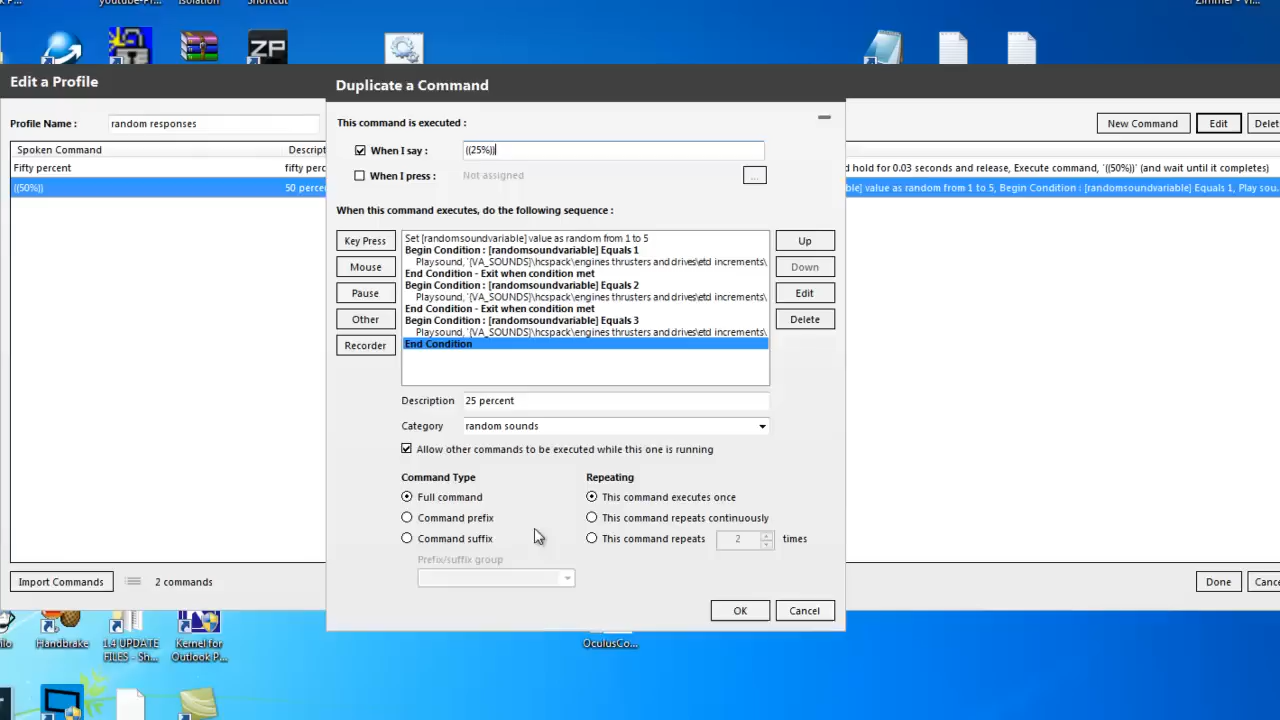 youtube-Pr...
Isolation
Shortcut
Zimmer - Vi...
ZP
Edit a Profile
Duplicate a Command
Profile Name :
random responses
This command is executed :
New Command
Edit
Delet
Spoken Command
Descript
When I say :
((25%))
Fifty percent
fifty perc
d hold for 0.03 seconds and release, Execute command, '((50%))' (and wait until it completes)
When I press :
Not assigned
...
((50%))
50 percen
ble] value as random from 1 to 5, Begin Condition : [randomsoundvariable] Equals 1, Play sou...
When this command executes, do the following sequence :
Key Press
Set [randomsoundvariable] value as random from 1 to 5
Up
Begin Condition : [randomsoundvariable] Equals 1
Playsound, '{VA_SOUNDS}\hcspack\engines thrusters and drives\etd increments\
Mouse
Down
End Condition - Exit when condition met
Begin Condition : [randomsoundvariable] Equals 2
Pause
Playsound, '{VA_SOUNDS}\hcspack\engines thrusters and drives\etd increments\
Edit
End Condition - Exit when condition met
Other
Begin Condition : [randomsoundvariable] Equals 3
Delete
Playsound, '{VA_SOUNDS}\hcspack\engines thrusters and drives\etd increments\
Recorder
End Condition
Description
25 percent
Category
random sounds
Allow other commands to be executed while this one is running
Command Type
Repeating
Full command
This command executes once
Command prefix
This command repeats continuously
Command suffix
This command repeats
2
times
Prefix/suffix group
Import Commands
2 commands
Done
Cance
OK
Cancel
Handbrake
1.4 UPDATE
FILES - Sh...
Kernel for
Outlook P...
OculusCo...